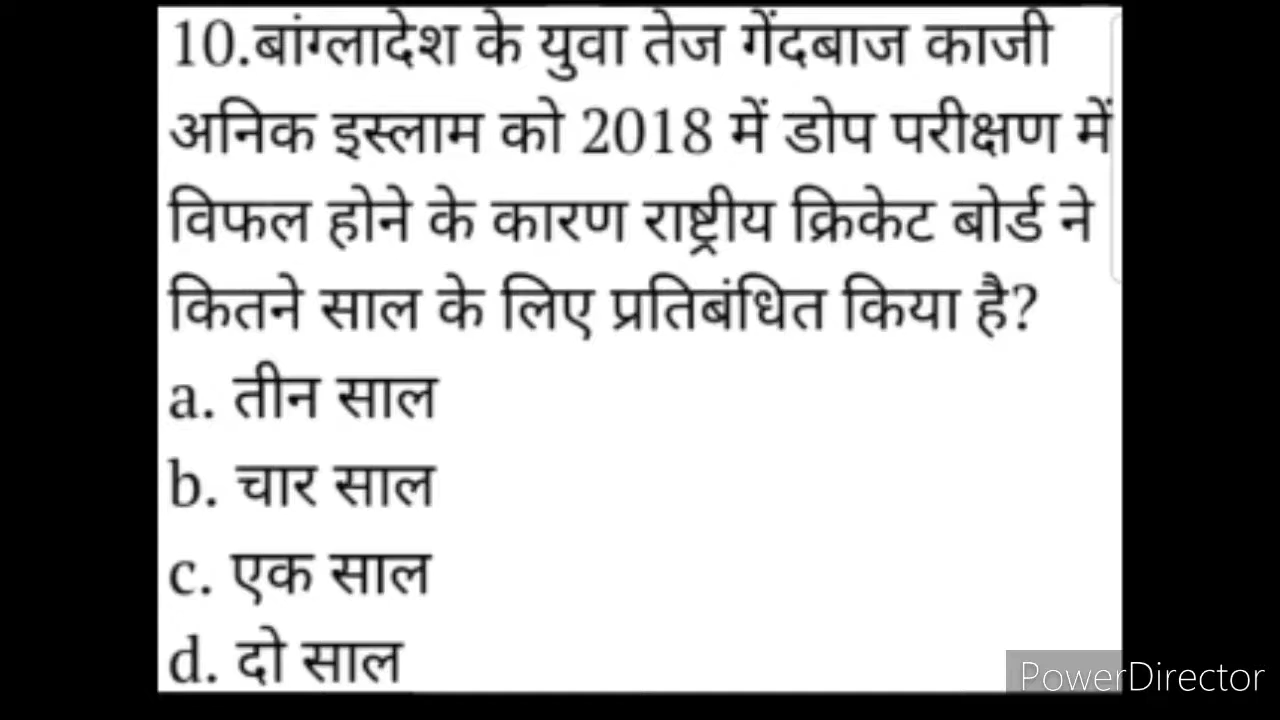 10.बांग्लादेश के युवा तेज गेंदबाज काजी
अनिक इस्लाम को 2018 में डोप परीक्षण में
विफल होने के कारण राष्ट्रीय क्रिकेट बोर्ड ने
कितने साल के लिए प्रतिबंधित किया है?
a. तीन साल
b. चार साल
c. एक साल
d. दो साल
PowerDirector